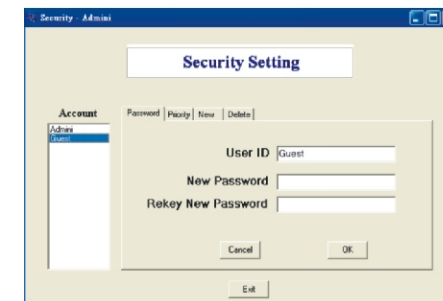 Security - Admini
Security Setting
Account
Admini
Guest
Password Priority New Delete
User ID Guest
New Password
Rekey New Password
Cancel OK
Exit